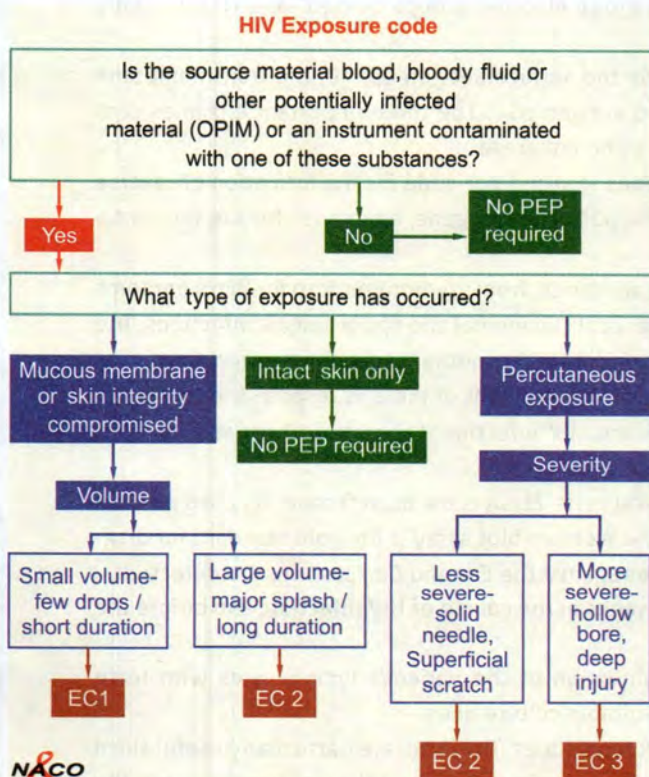 HIV Exposure code
Is the source material blood, bloody fluid or
other potentially infected
material (OPIM) or an instrument contaminated
with one of these substances?
Yes
No
No PEP
required
What type of exposure has occurred?
Mucous membrane
or skin integrity
compromised
Intact skin only
Percutaneous
exposure
No PEP required
Volume
Severity
Small volume-
few drops /
short duration
Large volume-
major splash /
long duration
Less
severe-
solid
needle,
Superficial
scratch
More
severe-
hollow
bore,
deep
injury
EC1
EC 2
EC 2
EC 3
NACO